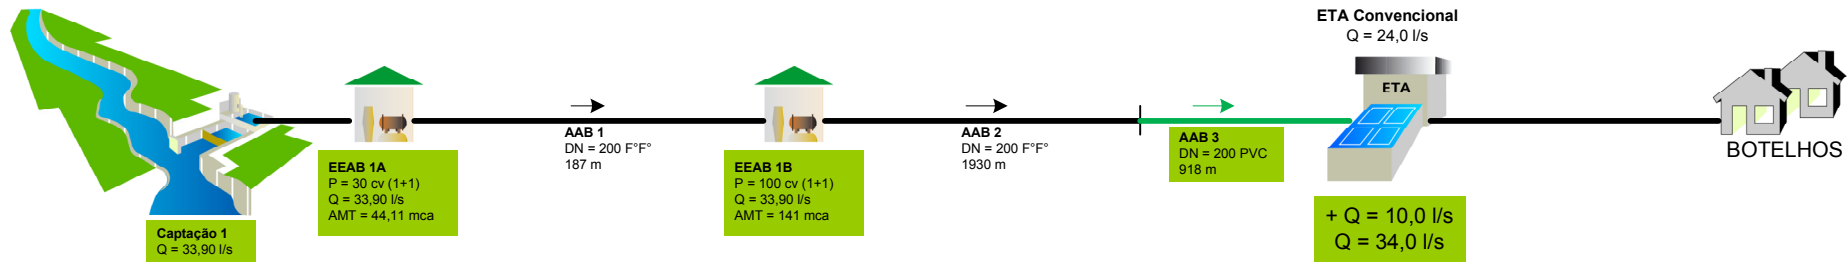 Captação 1
Q = 33,90 l/s
EEAB 1A
P = 30 cv (1+1)
Q = 33,90 l/s
AMT = 44,11 mca
AAB 1
DN = 200 F°F°
187 m
EEAB 1B
P = 100 cv (1+1)
Q = 33,90 l/s
AMT = 141 mca
AAB 2
DN = 200 F°F°
1930 m
AAB 3
DN = 200 PVC
918 m
ETA Convencional
Q = 24,0 l/s
ETA
+ Q = 10,0 l/s
Q = 34,0 l/s
BOTELHOS